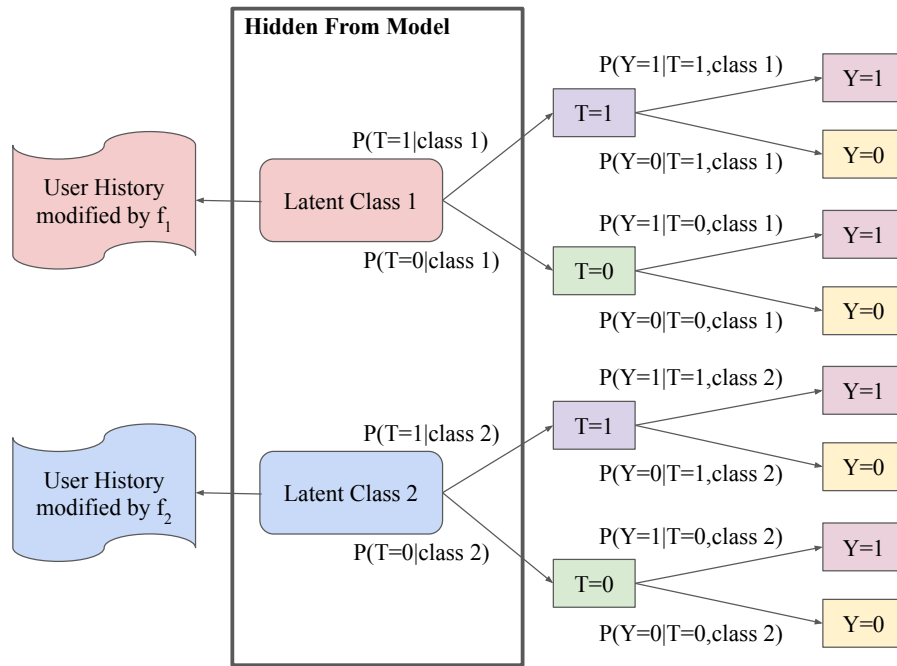 Hidden From Model
P(Y=1|T=1,class 1)
Y=1
T=1
P(T=1|class 1)
P(Y=0|T=1,class 1)
Y=0
User History
modified by f₁
Latent Class 1
P(Y=1|T=0,class 1)
Y=1
P(T=0|class 1)
T=0
P(Y=0|T=0,class 1)
Y=0
P(Y=1|T=1,class 2)
Y=1
T=1
P(T=1|class 2)
P(Y=0|T=1,class 2)
Y=0
User History
modified by f₂
Latent Class 2
P(Y=1|T=0,class 2)
Y=1
P(T=0|class 2)
T=0
P(Y=0|T=0,class 2)
Y=0